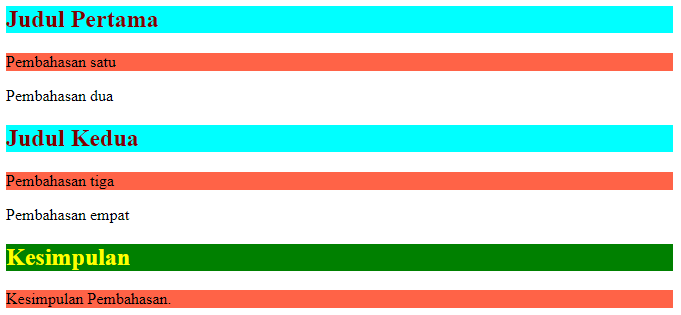 Judul Pertama
Pembahasan satu
Pembahasan dua
Judul Kedua
Pembahasan tiga
Pembahasan empat
Kesimpulan
Kesimpulan Pembahasan.